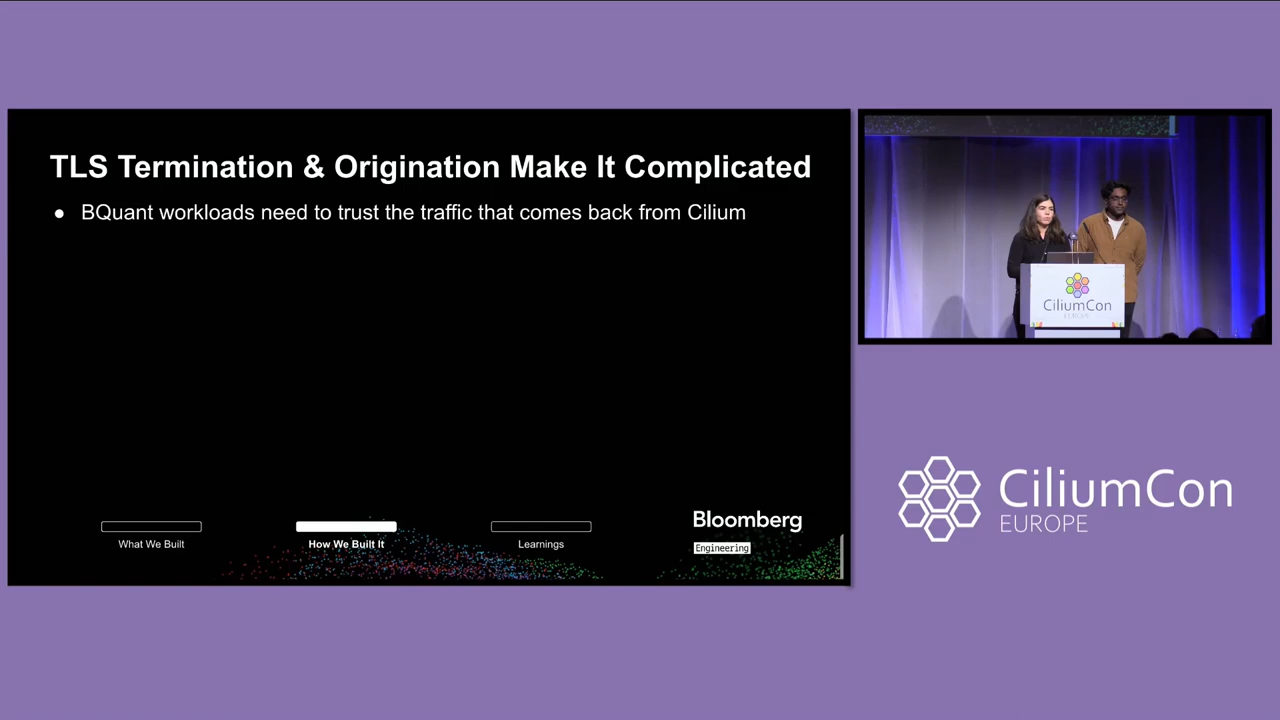 TLS Termination & Origination Make It Complicated
● BQuant workloads need to trust the traffic that comes back from Cilium
What We Built
How We Built It
Learnings
Bloomberg
Engineering
CiliumCon
EUROPE
CiliumCon
EUROPE